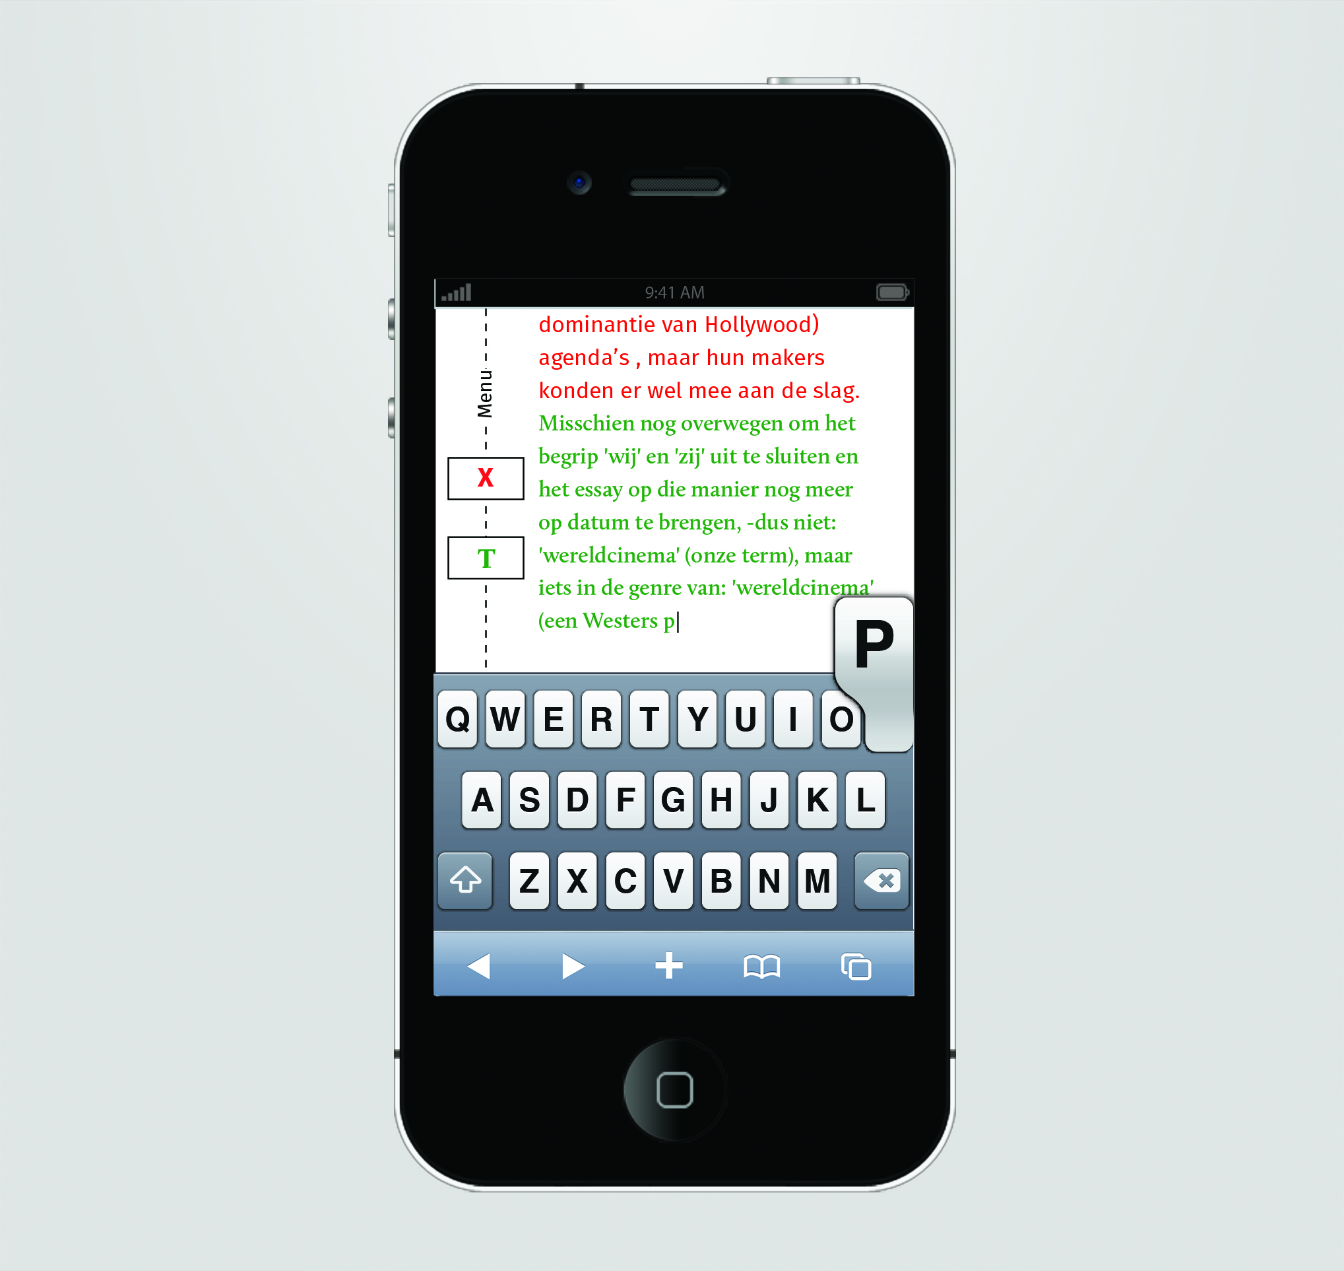 9:41 AM
dominantie van Hollywood)
agenda’s , maar hun makers
konden er wel mee aan de slag.
Misschien nog overwegen om het
begrip 'wij' en 'zij' uit te sluiten en
het essay op die manier nog meer
op datum te brengen, -dus niet:
'wereldcinema' (onze term), maar
iets in de genre van: 'wereldcinema'
(een Westers p
Menu
X
T
P
Q W E R T Y U I O
A S D F G H J K L
Z X C V B N M